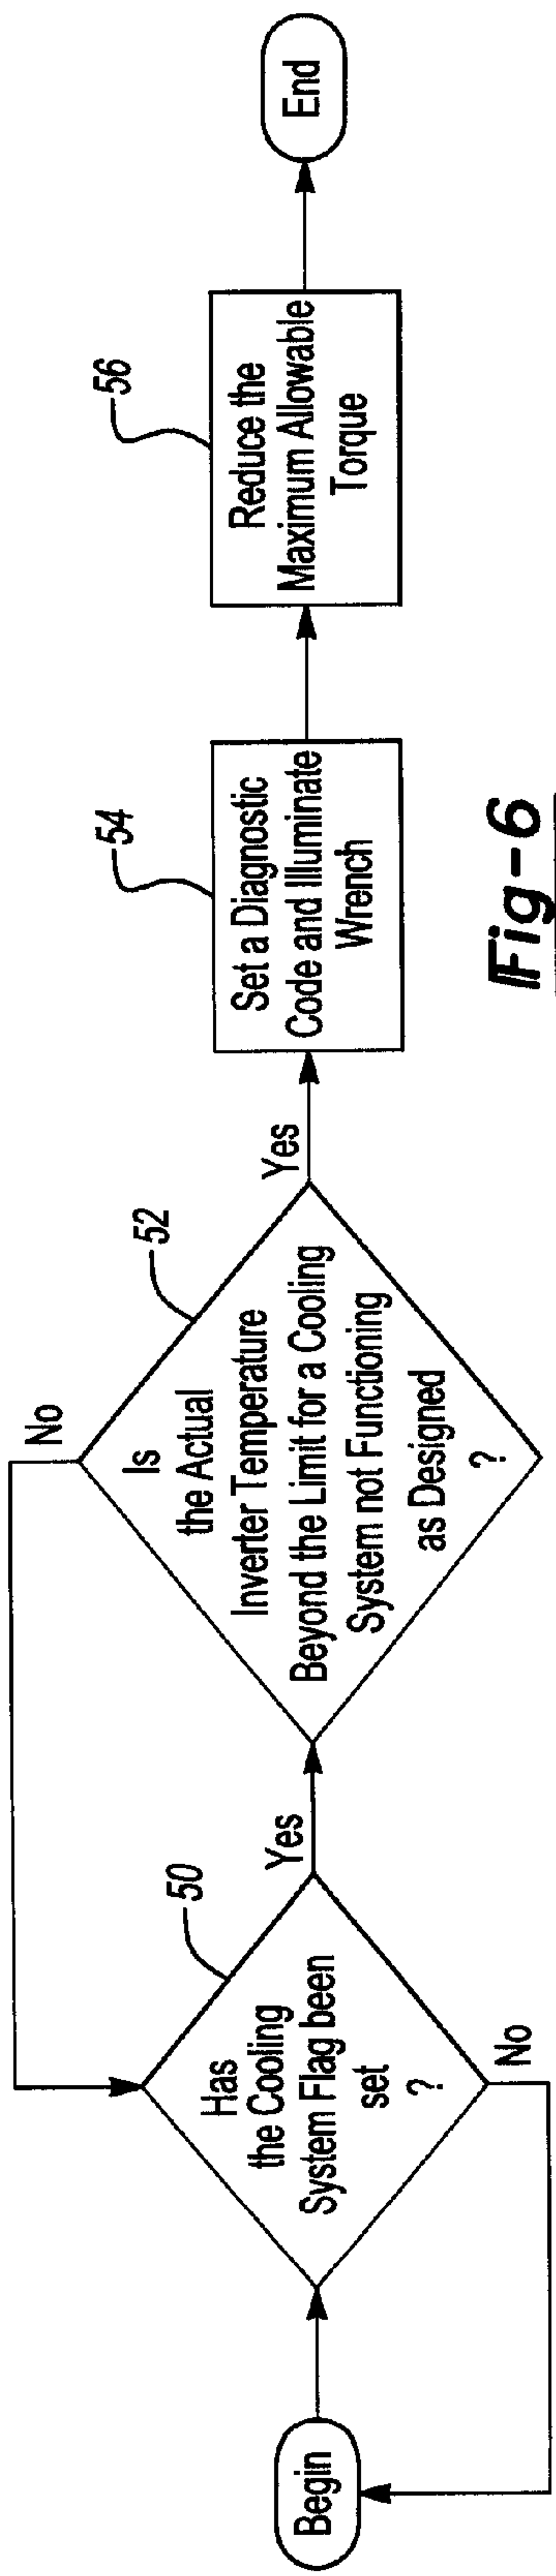 Begin
Has
the Cooling
System Flag been
set
?
50
Yes
No
Is
the Actual
Inverter Temperature
Beyond the Limit for a Cooling
System not Functioning
as Designed
?
52
No
Yes
Set a Diagnostic
Code and Illuminate
Wrench
54
Reduce the
Maximum Allowable
Torque
56
End
Fig-6